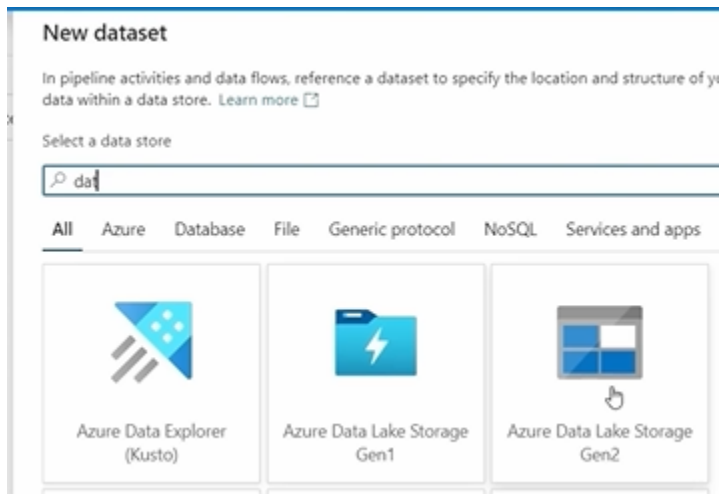 New dataset
In pipeline activities and data flows, reference a dataset to specify the location and structure of
data within a data store. Learn more
Select a data store
dat
All Azure Database File Generic protocol NoSQL Services and apps
Azure Data Explorer
(Kusto)
Azure Data Lake Storage
Gen1
Azure Data Lake Storage
Gen2